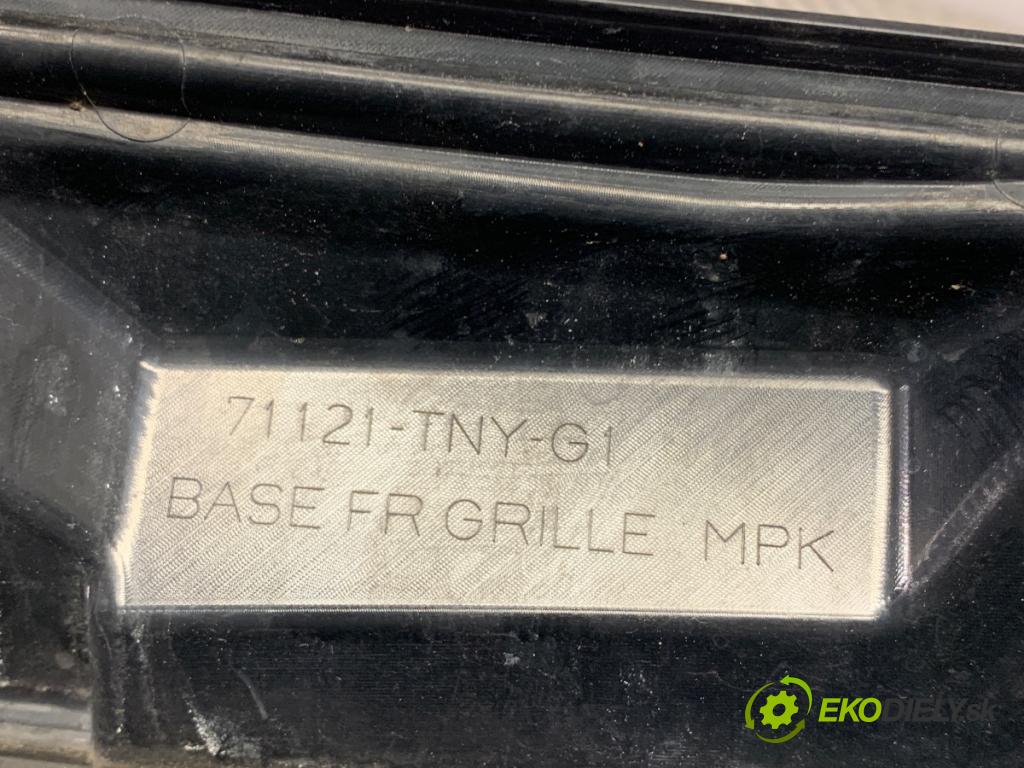 71121-TNY-G1
BASE FR GRILLE MPK
EKODIELY.sk